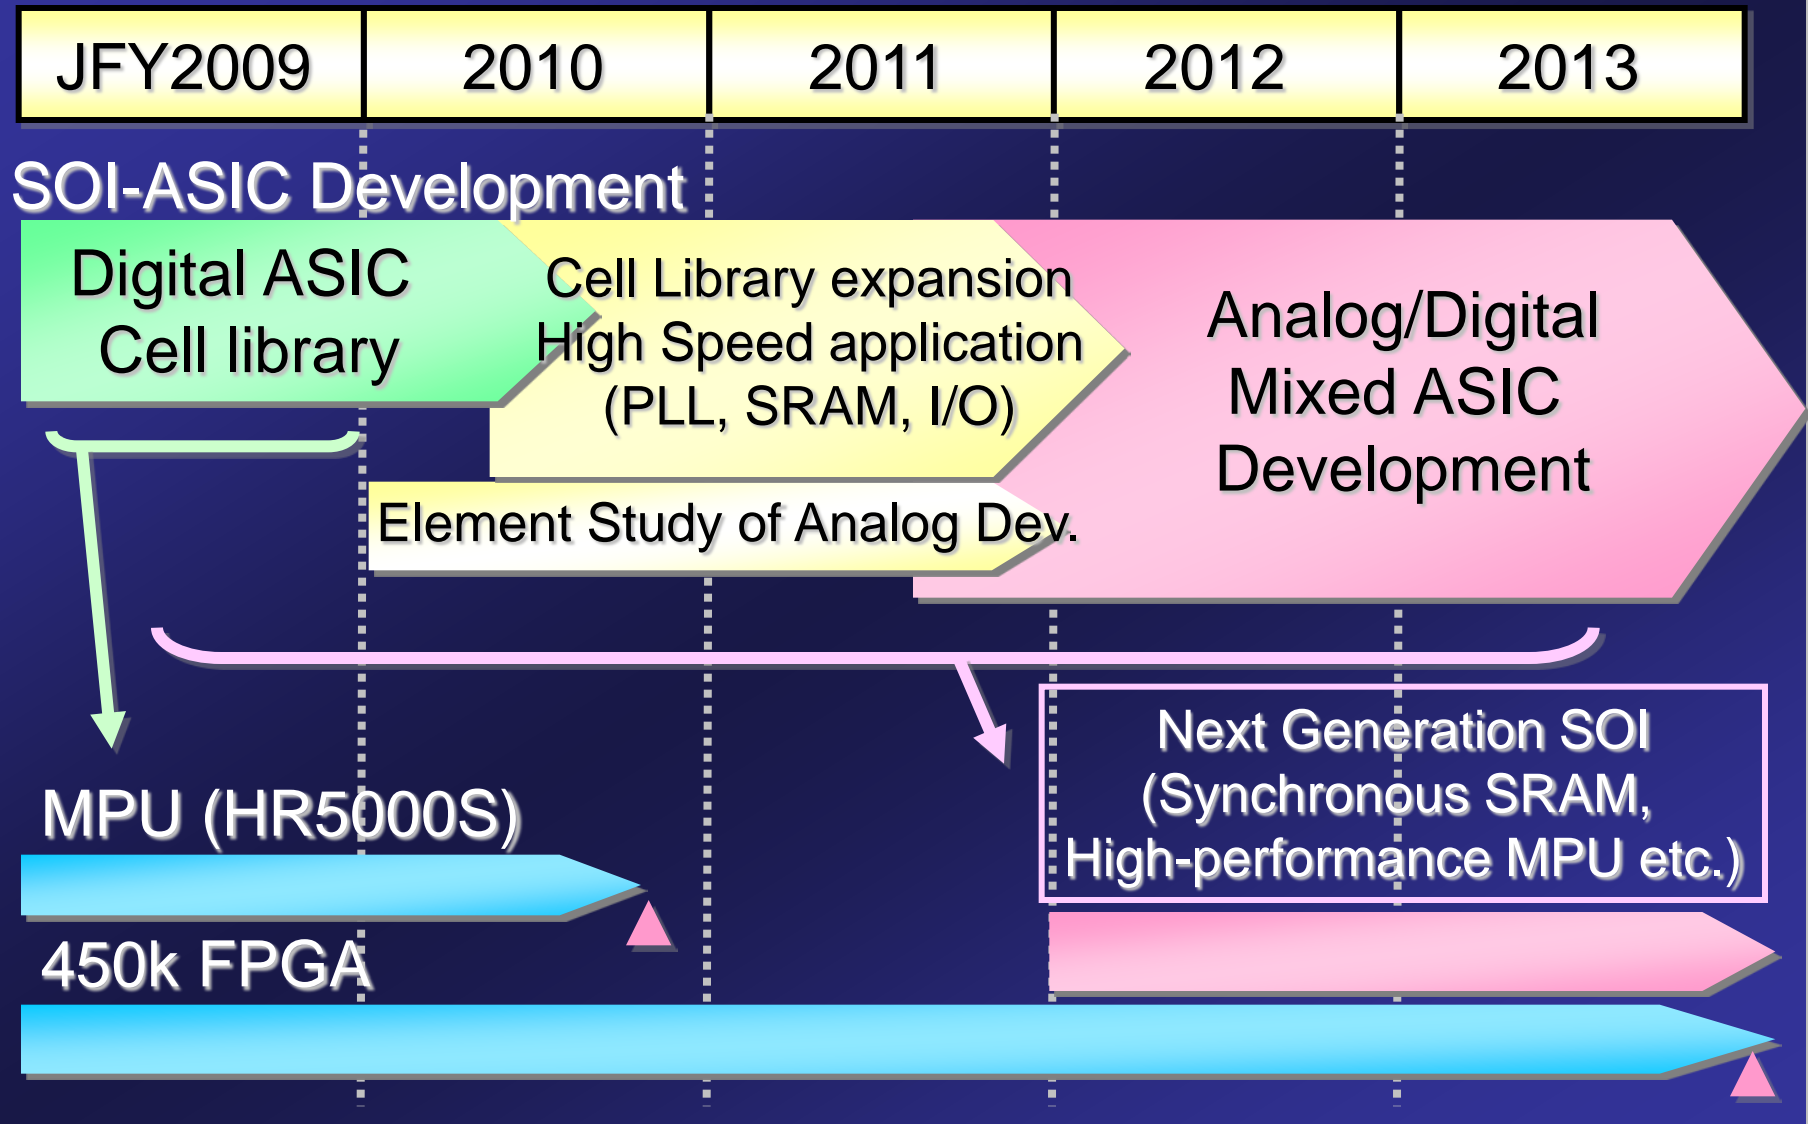 JFY2009 2010 2011 2012 2013
SOI-ASIC Development
Digital ASIC
Cell library
Cell Library expansion
High Speed application
(PLL, SRAM, I/O)
Element Study of Analog Dev.
Analog/Digital
Mixed ASIC
Development
Next Generation SOI
(Synchronous SRAM,
High-performance MPU etc.)
MPU (HR5000S)
450k FPGA